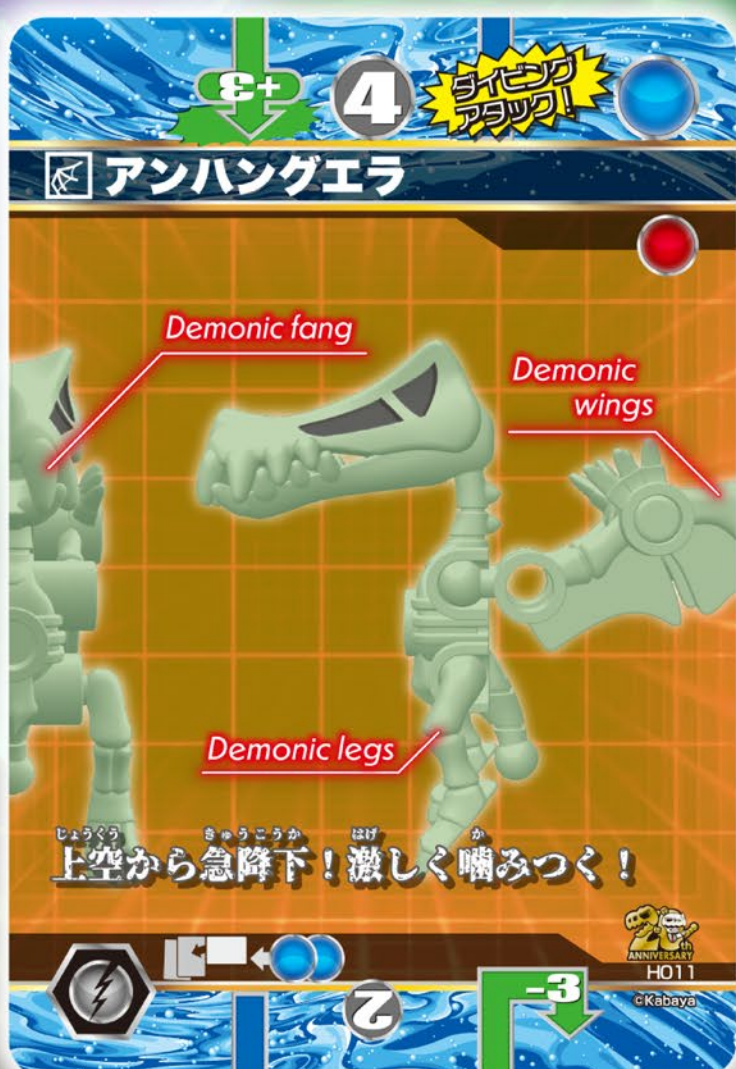 +3
4
ダイビング
アタック!
アンハングエラ
Demonic fang
Demonic
wings
Demonic legs
じょうくう きゅうこうか はげ か
上空から急降下！激しく噛みつく！
20th
ANNIVERSARY
H011
2
-3
©Kabaya